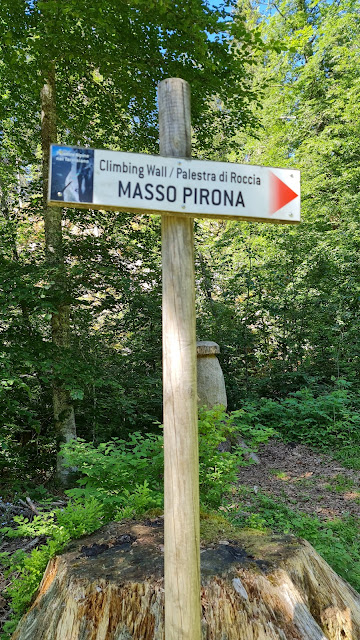 Climbing Wall / Palestra di Roccia
MASSO PIRONA